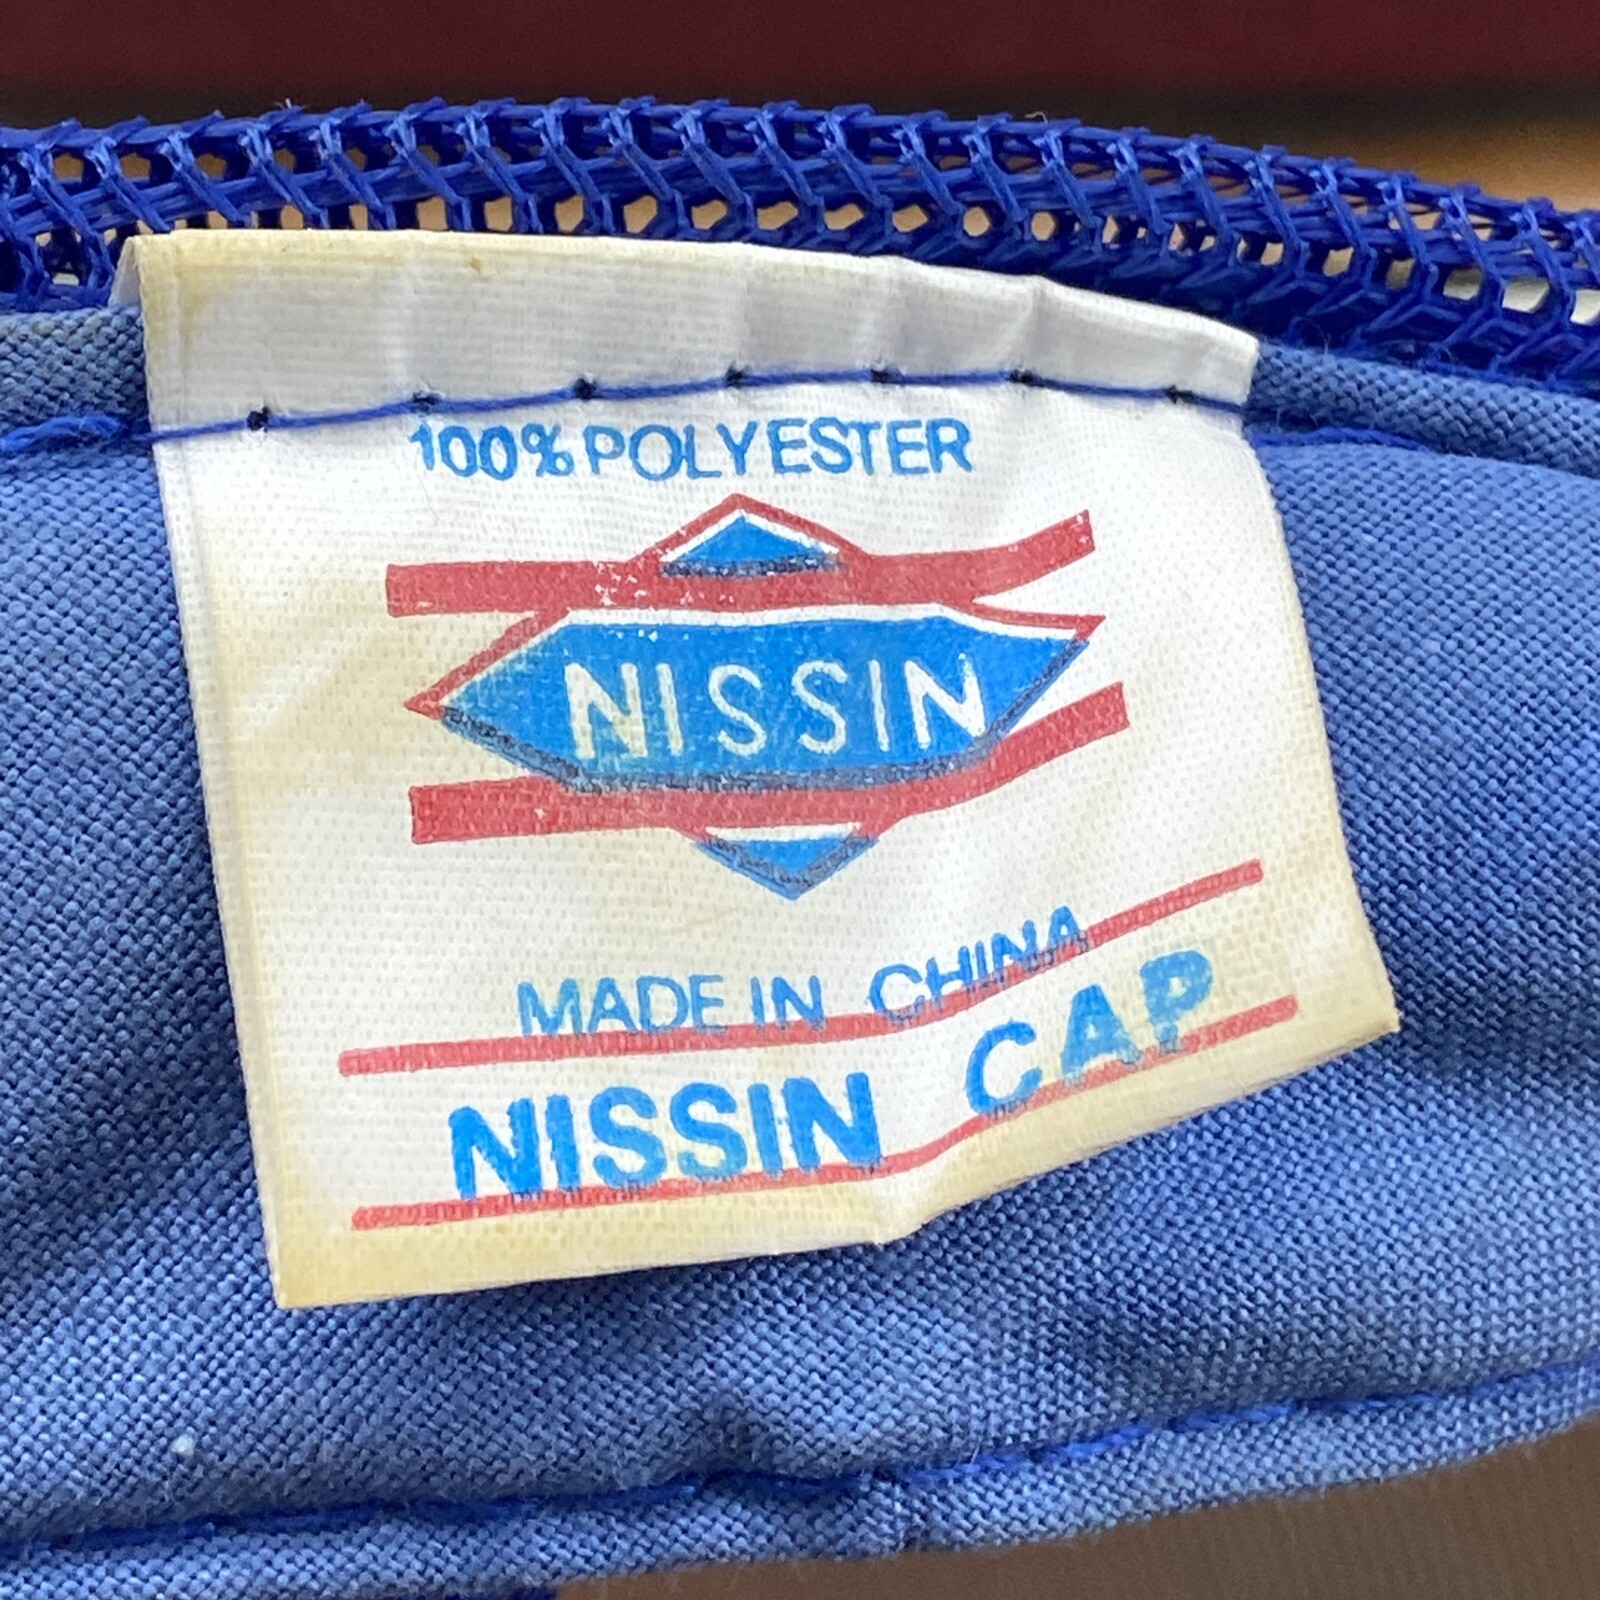 100% POLYESTER
NISSIN
MADE IN CHINA
NISSIN CAP